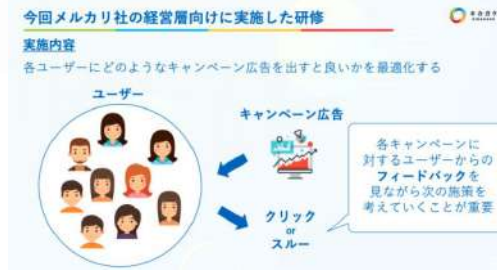 今回メルカリ社の経営層向けに実施した研修
実施内容
各ユーザーにどのようなキャンペーン広告を出すと良いかを最適化する
ユーザー
キャンペーン広告
クリック
or
スルー
各キャンペーンに
対するユーザーからの
フィードバックを
見ながら次の施策を
考えていくことが重要